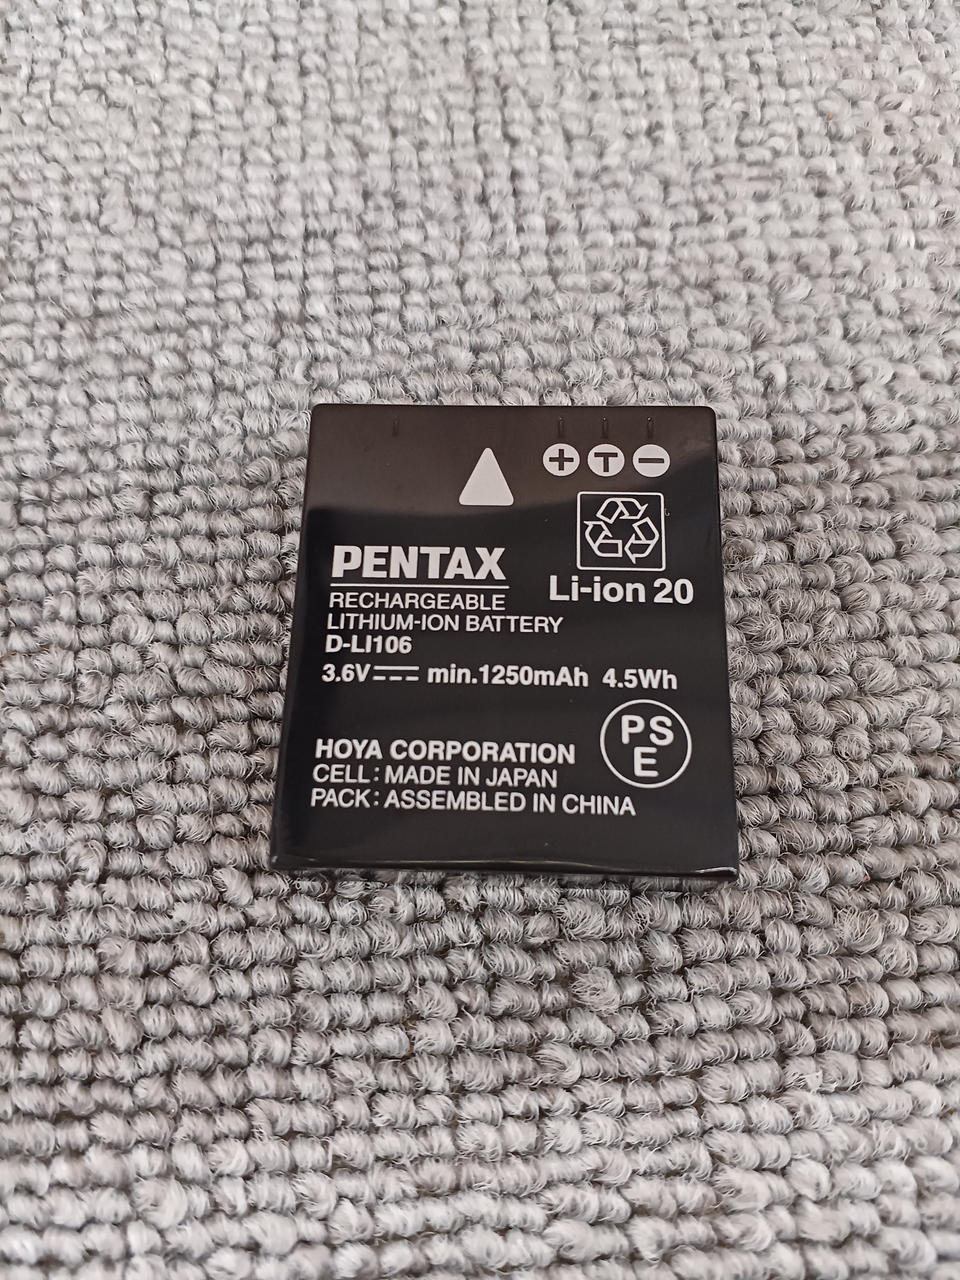 + T −
PENTAX
Li-ion 20
RECHARGEABLE
LITHIUM-ION BATTERY
D-LI106
3.6V⎓ min.1250mAh 4.5Wh
PS
E
HOYA CORPORATION
CELL : MADE IN JAPAN
PACK : ASSEMBLED IN CHINA